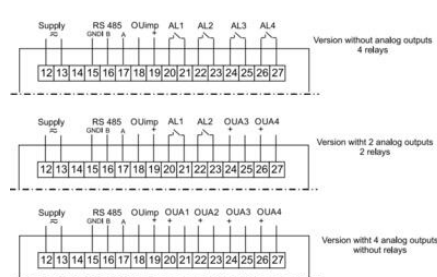 Supply RS 485 OUimp AL1 AL2 AL3 AL4
GND B A +
Version without analog outputs
4 relays
12 13 14 15 16 17 18 19 20 21 22 23 24 25 26 27
Supply RS 485 OUimp AL1 AL2 OUA3 OUA4
GND B A + + +
Version witht 2 analog outputs
2 relays
12 13 14 15 16 17 18 19 20 21 22 23 24 25 26 27
Supply RS 485 OUimp OUA1 OUA2 OUA3 OUA4
GND B A + + + + +
Version witht 4 analog outputs
without relays
12 13 14 15 16 17 18 19 20 21 22 23 24 25 26 27